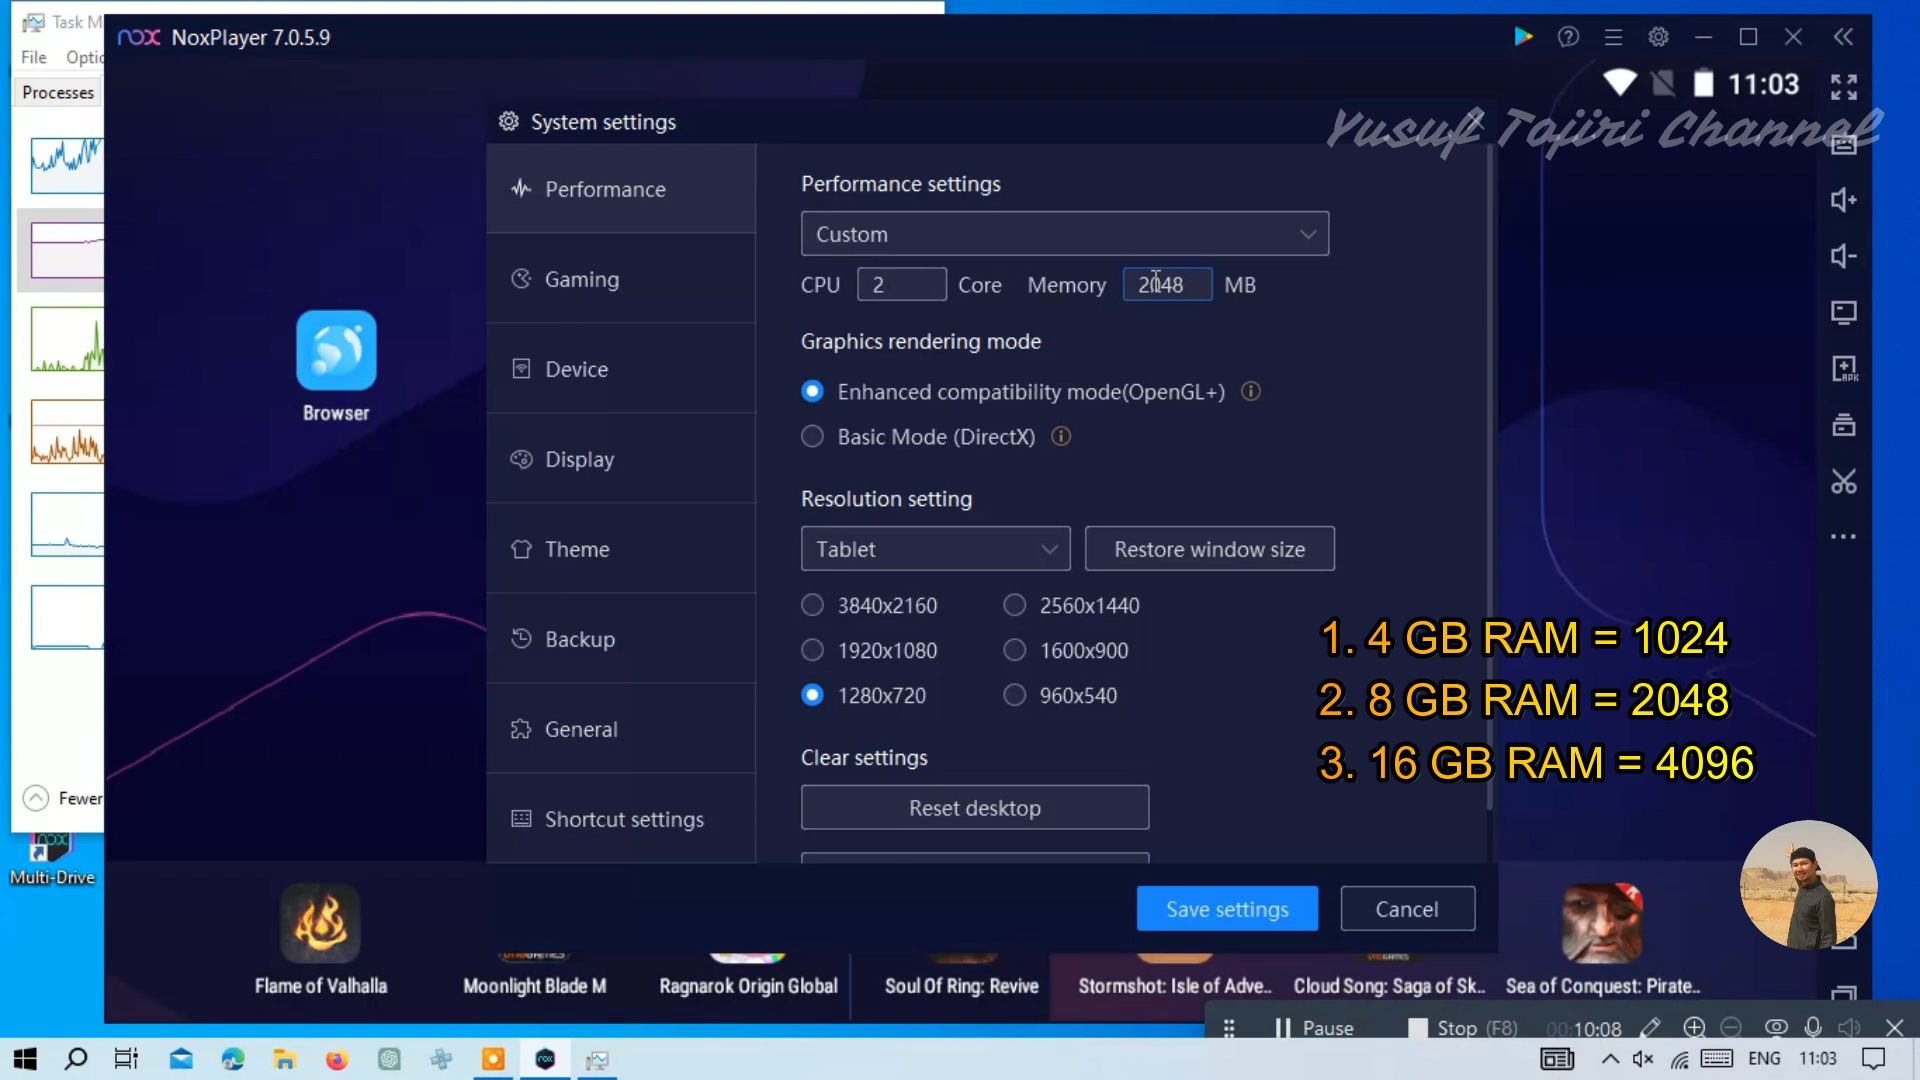 Task M
File Optic
Processes
nox NoxPlayer 7.0.5.9
11:03
Yusuf Tajiri Channel
System settings
Performance
Gaming
Device
Display
Theme
Backup
General
Shortcut settings
Performance settings
Custom
CPU 2 Core Memory 2048 MB
Graphics rendering mode
Enhanced compatibility mode(OpenGL+)
Basic Mode (DirectX)
Resolution setting
Tablet Restore window size
3840x2160 2560x1440
1920x1080 1600x900
1280x720 960x540
Clear settings
Reset desktop
Save settings Cancel
1. 4 GB RAM = 1024
2. 8 GB RAM = 2048
3. 16 GB RAM = 4096
Browser
Fewer
Multi-Drive
Flame of Valhalla
Moonlight Blade M
Ragnarok Origin Global
Soul Of Ring: Revive
Stormshot: Isle of Adve..
Cloud Song: Saga of Sk..
Sea of Conquest: Pirate..
Pause Stop (F8) 00:10:08
ENG 11:03